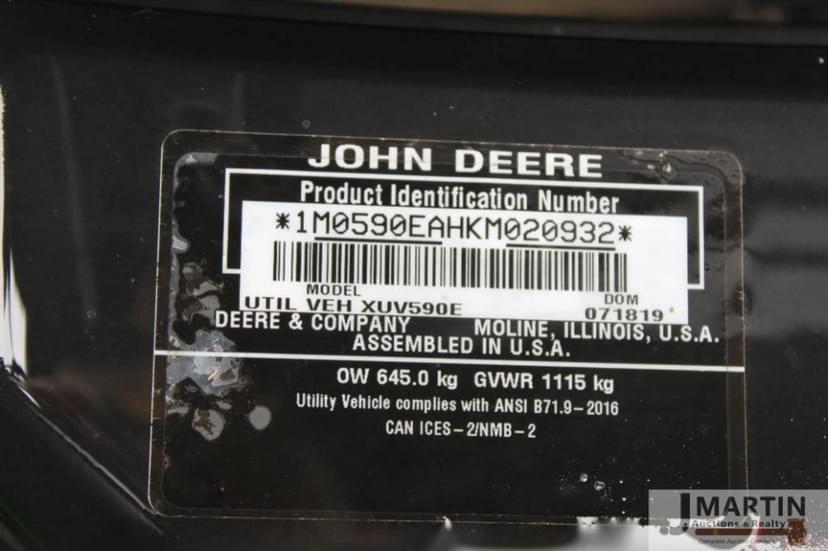 JOHN DEERE
Product Identification Number
*1M0590EAHKM020932*
MODEL DOM
UTIL VEH XUV590E 071819
DEERE & COMPANY MOLINE, ILLINOIS, U.S.A.
ASSEMBLED IN U.S.A.
OW 645.0 kg GVWR 1115 kg
Utility Vehicle complies with ANSI B71.9-2016
CAN ICES-2/NMB-2
J MARTIN
Auctions & Realty